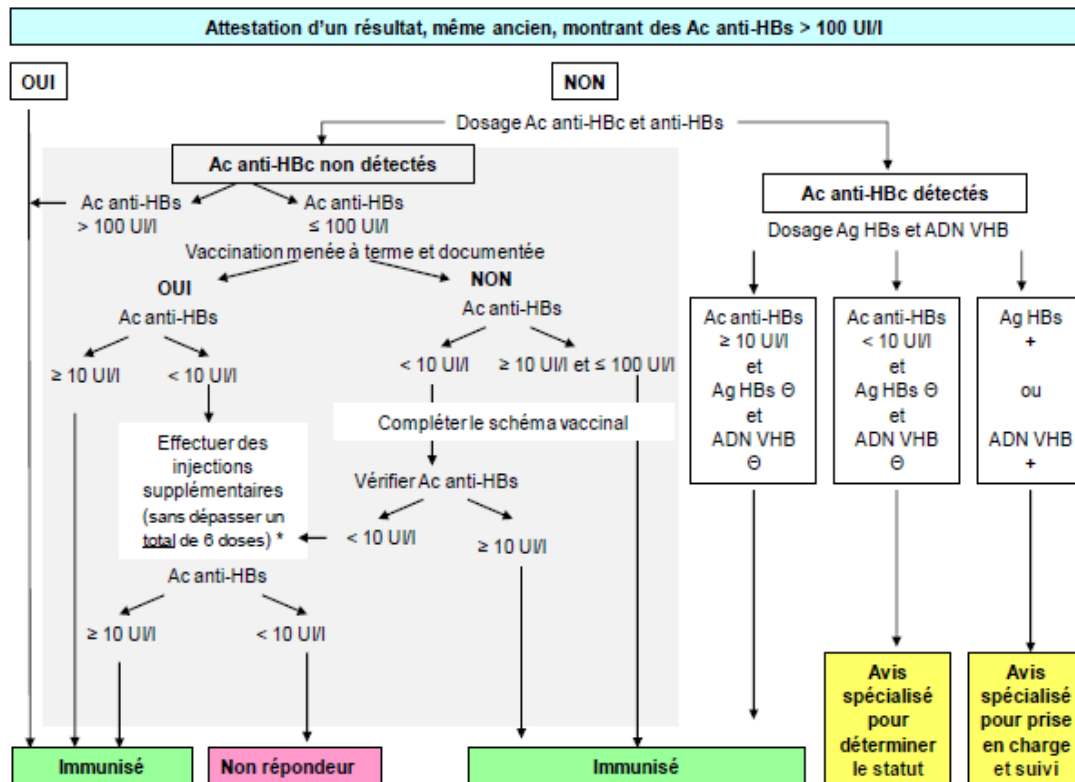 Attestation d'un résultat, même ancien, montrant des Ac anti-HBs > 100 UI/l
OUI
NON
Dosage Ac anti-HBc et anti-HBs
Ac anti-HBc non détectés
Ac anti-HBc détectés
Ac anti-HBs
> 100 UI/l
Ac anti-HBs
≤ 100 UI/l
Dosage Ag HBs et ADN VHB
Vaccination menée à terme et documentée
OUI
NON
Ac anti-HBs
Ac anti-HBs
≥ 10 UI/l
< 10 UI/l
< 10 UI/l
≥ 10 UI/l et ≤ 100 UI/l
Ac anti-HBs
≥ 10 UI/l
et
Ag HBs Θ
et
ADN VHB
Θ
Ac anti-HBs
< 10 UI/l
et
Ag HBs Θ
et
ADN VHB
Θ
Ag HBs
+
ou
ADN VHB
+
Effectuer des
injections
supplémentaires
(sans dépasser un
total de 6 doses) *
Compléter le schéma vaccinal
Vérifier Ac anti-HBs
< 10 UI/l
≥ 10 UI/l
Ac anti-HBs
≥ 10 UI/l
< 10 UI/l
Immunisé
Non répondeur
Immunisé
Avis
spécialisé
pour
déterminer
le statut
Avis
spécialisé
pour prise
en charge
et suivi